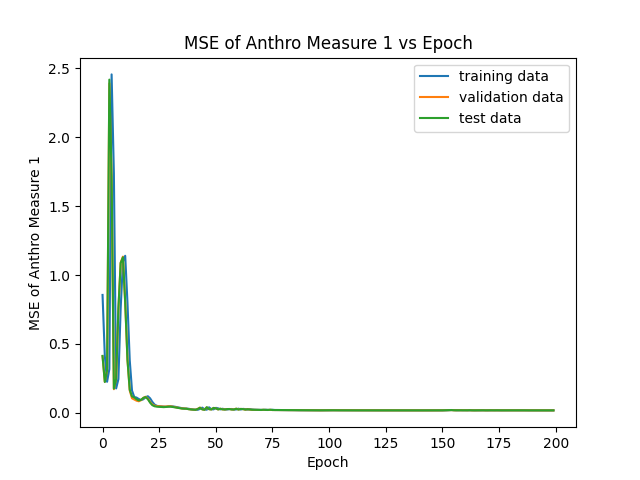 MSE of Anthro Measure 1 vs Epoch
training data
validation data
test data
MSE of Anthro Measure 1
2.5
2.0
1.5
1.0
0.5
0.0
0
25
50
75
100
125
150
175
200
Epoch